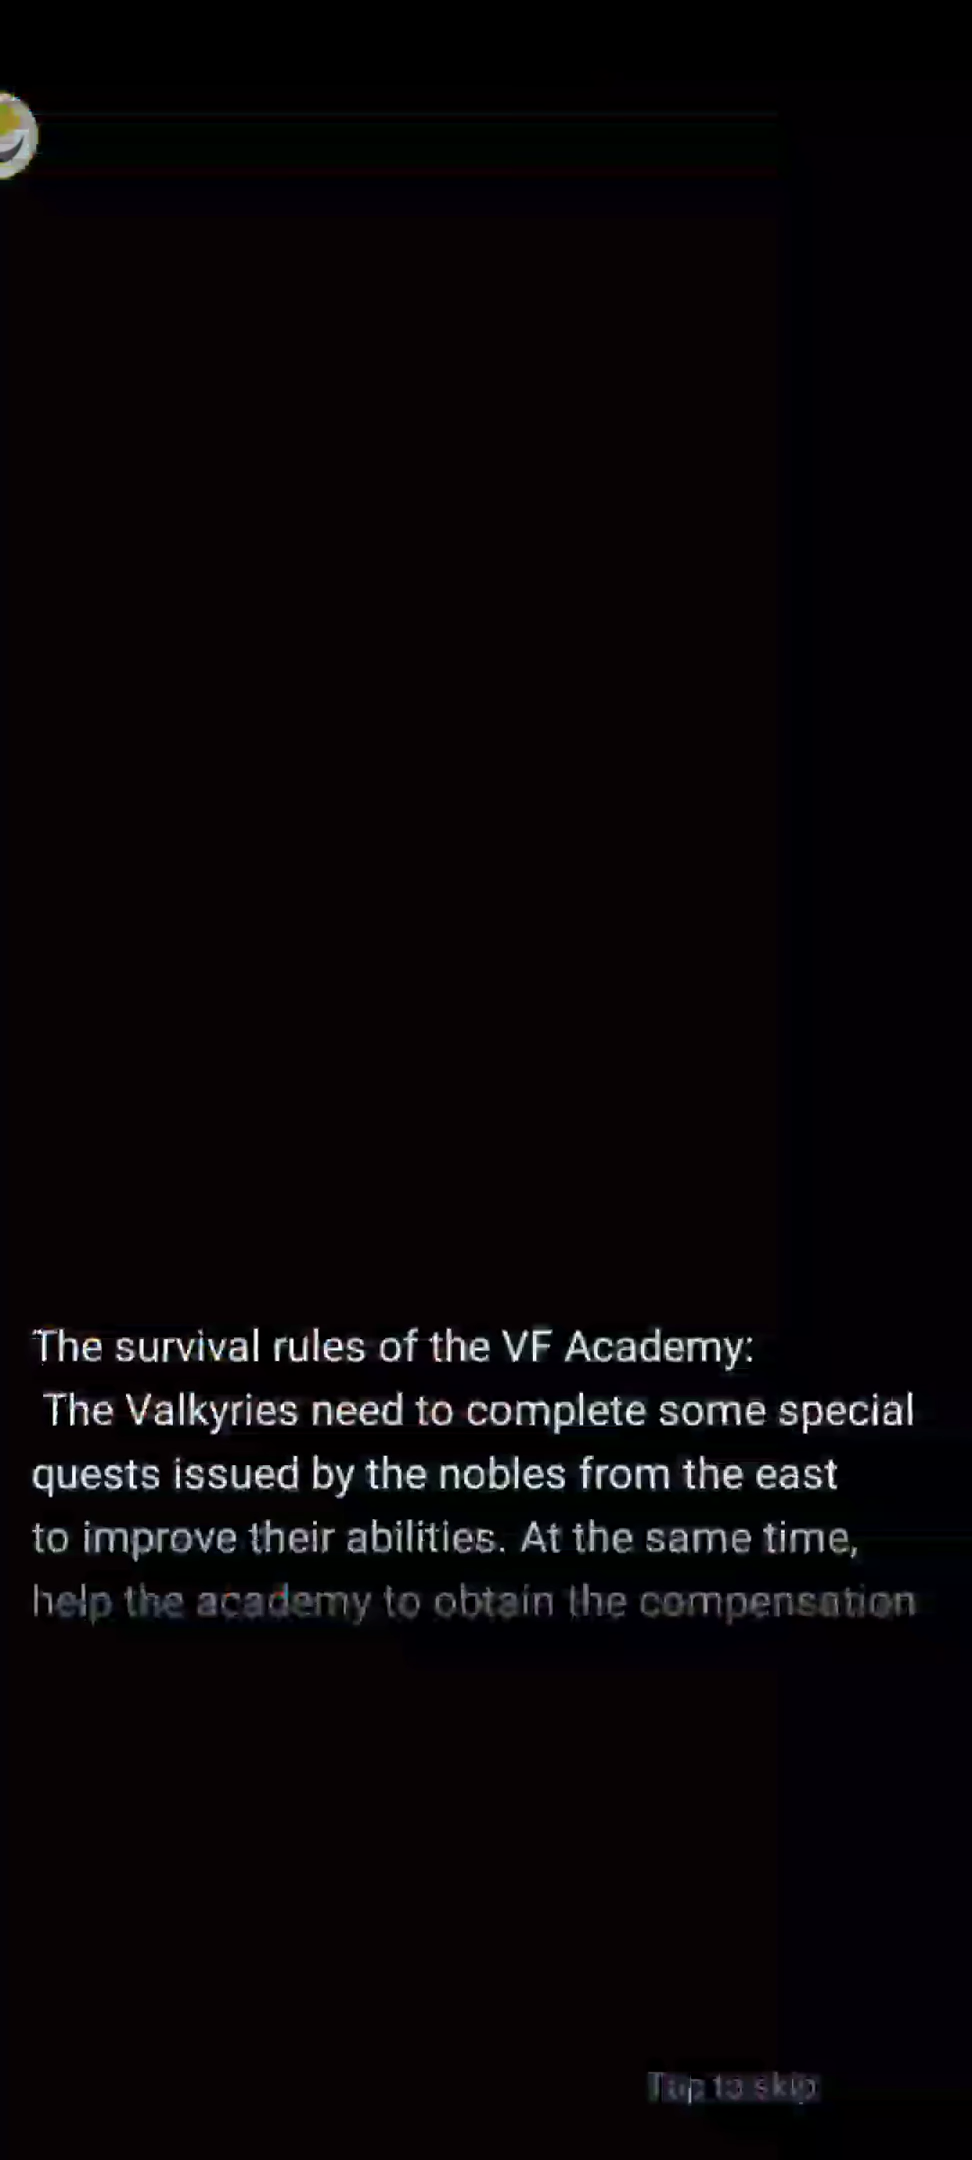 The survival rules of the VF Academy:
The Valkyries need to complete some special
quests issued by the nobles from the east
to improve their abilities. At the same time,
help the academy to obtain the compensation
Tap to skip